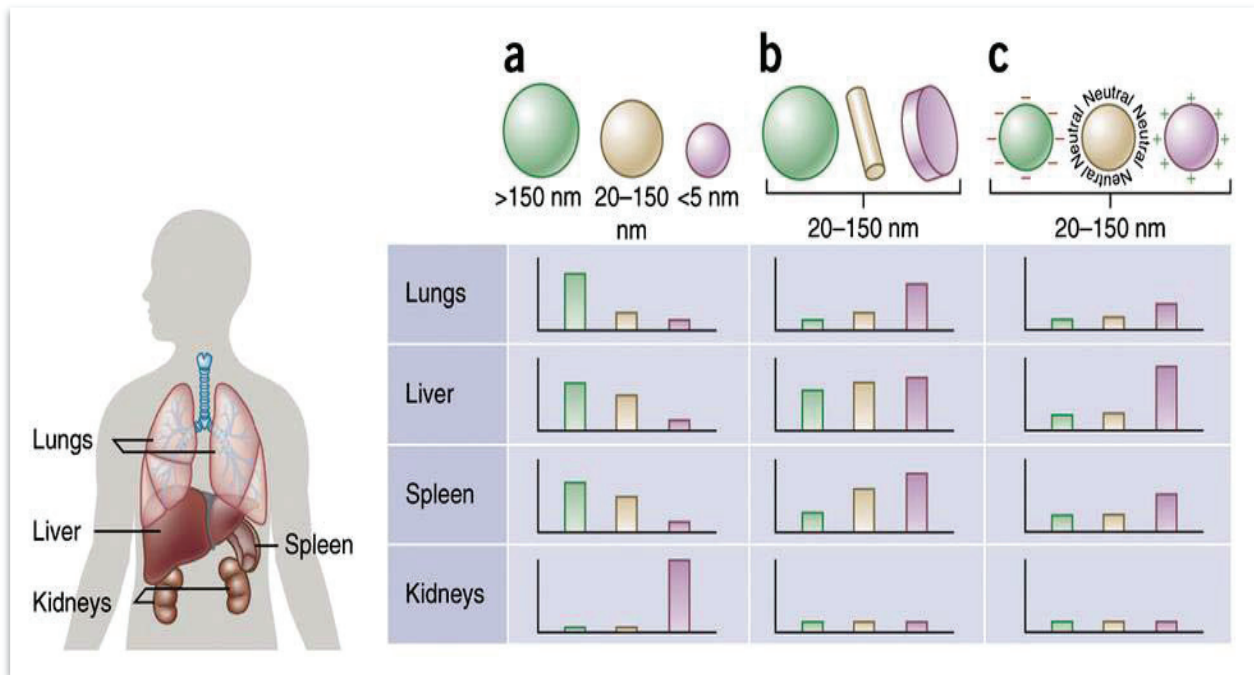 a
b
c
Neutral Neutral Neutral Neutral
>150 nm 20–150 <5 nm
nm
20–150 nm
20–150 nm
Lungs
Liver
Spleen
Kidneys
Lungs
Liver
Spleen
Kidneys